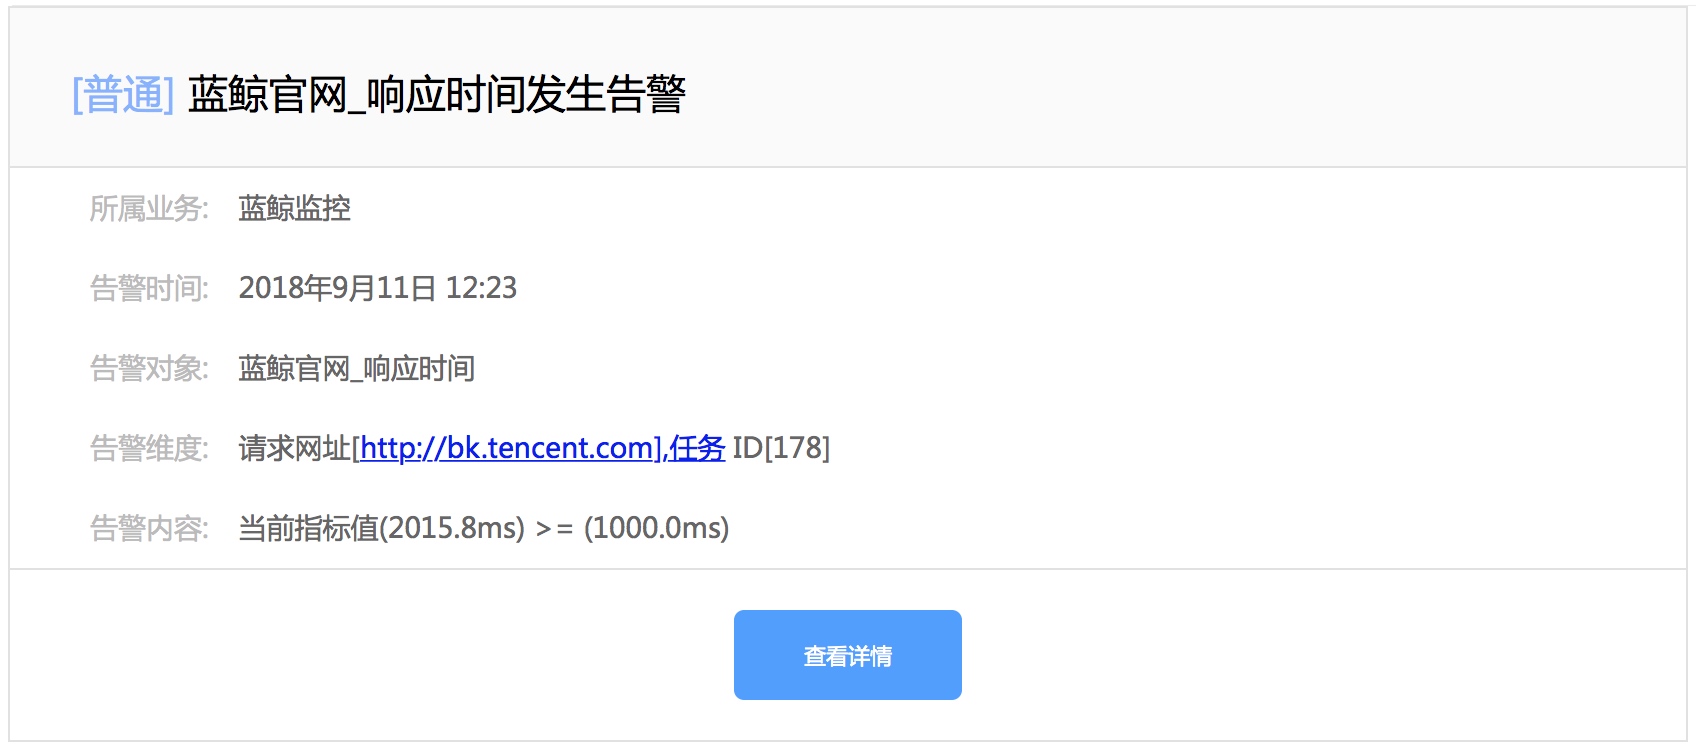 [普通] 蓝鲸官网_响应时间发生告警
所属业务: 蓝鲸监控
告警时间: 2018年9月11日 12:23
告警对象: 蓝鲸官网_响应时间
告警维度: 请求网址[http://bk.tencent.com],任务 ID[178]
告警内容: 当前指标值(2015.8ms) >= (1000.0ms)
查看详情